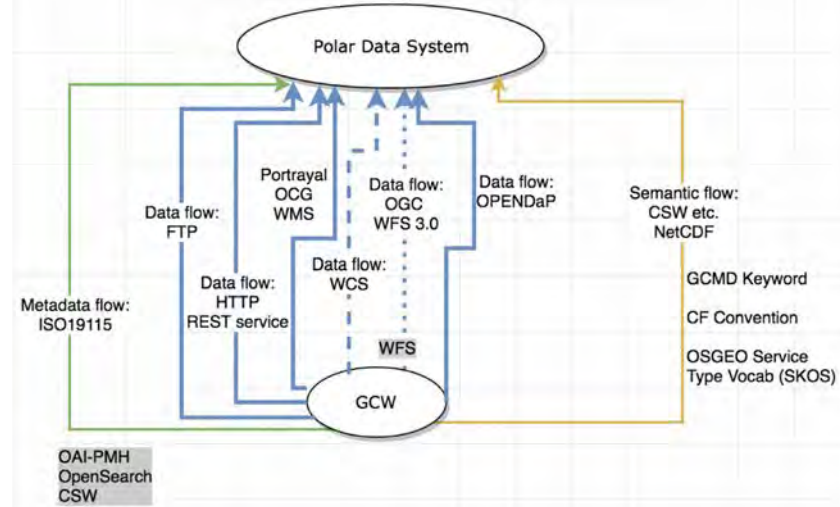 Polar Data System
Portrayal
OCG
WMS
Data flow:
FTP
Data flow:
OGC
WFS 3.0
Data flow:
OPENDaP
Semantic flow:
CSW etc.
NetCDF
Data flow:
WCS
Data flow:
HTTP
REST service
Metadata flow:
ISO19115
GCMD Keyword
CF Convention
OSGEO Service
Type Vocab (SKOS)
WFS
GCW
OAI-PMH
OpenSearch
CSW